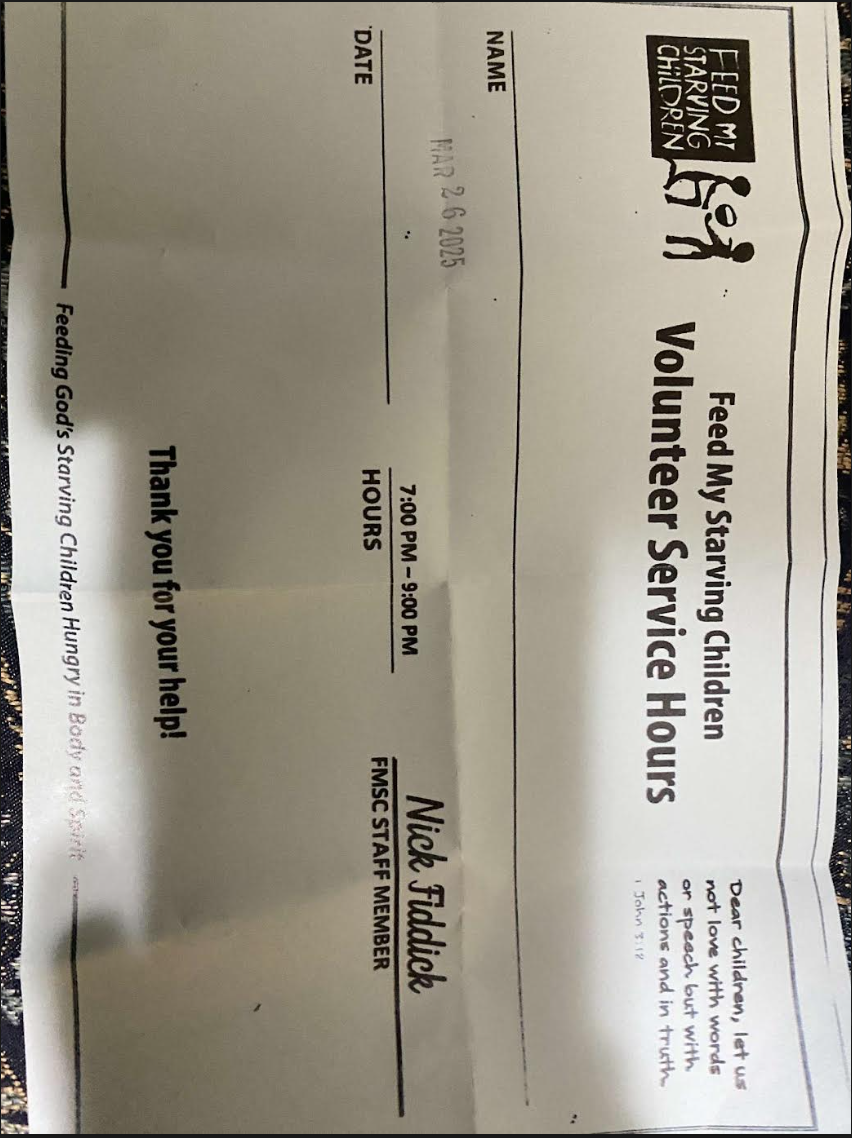 FEED MY
STARVING
CHILDREN
Feed My Starving Children
Volunteer Service Hours
Dear children, let us
not love with words
or speech but with
actions and in truth.
1 John 3:18
NAME
MAR 26 2025
DATE
7:00 PM – 9:00 PM
HOURS
Nick Fiddick
FMSC STAFF MEMBER
Thank you for your help!
Feeding God's Starving Children Hungry in Body and Spirit